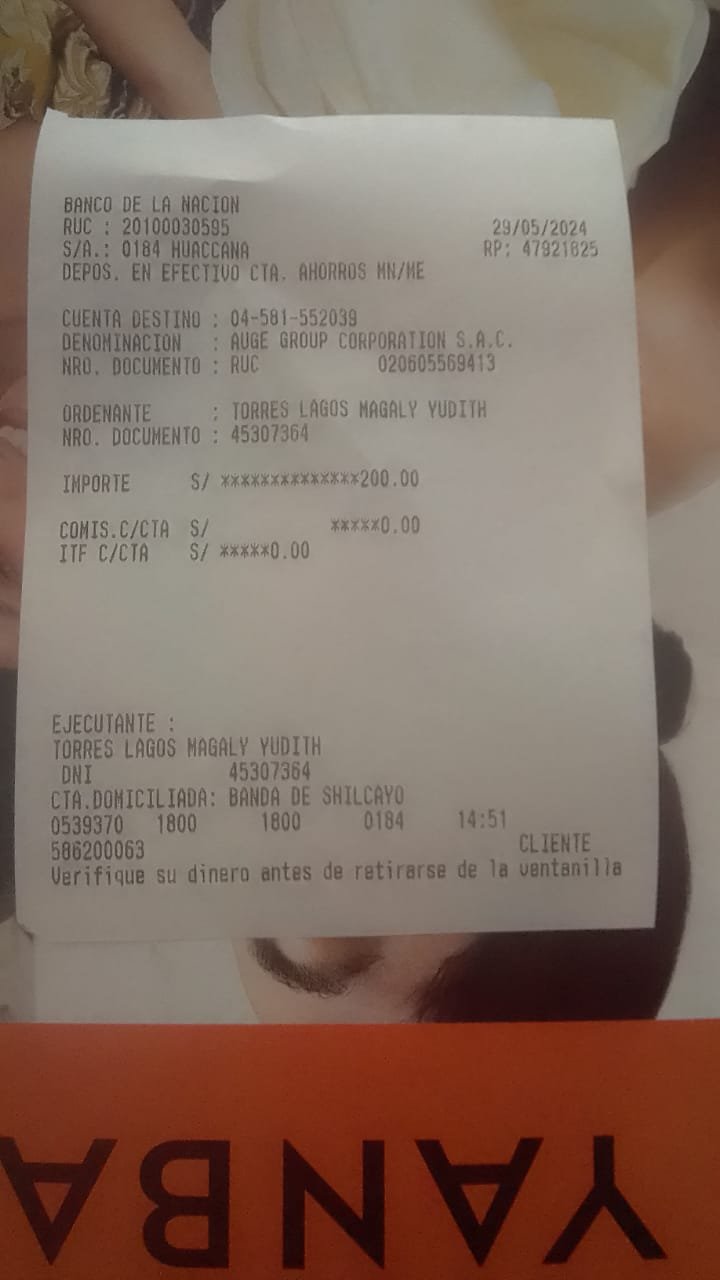 BANCO DE LA NACION
RUC : 20100030595 29/05/2024
S/A.: 0184 HUACCANA RP: 47921825
DEPOS. EN EFECTIVO CTA. AHORROS MN/ME
CUENTA DESTINO : 04-581-552039
DENOMINACION : AUGE GROUP CORPORATION S.A.C.
NRO. DOCUMENTO : RUC 020605569413
ORDENANTE : TORRES LAGOS MAGALY YUDITH
NRO. DOCUMENTO : 45307364
IMPORTE S/ **************200.00
COMIS.C/CTA S/ *****0.00
ITF C/CTA S/ *****0.00
EJECUTANTE :
TORRES LAGOS MAGALY YUDITH
DNI 45307364
CTA.DOMICILIADA: BANDA DE SHILCAYO
0539370 1800 1800 0184 14:51
586200063 CLIENTE
Verifique su dinero antes de retirarse de la ventanilla
YANBA